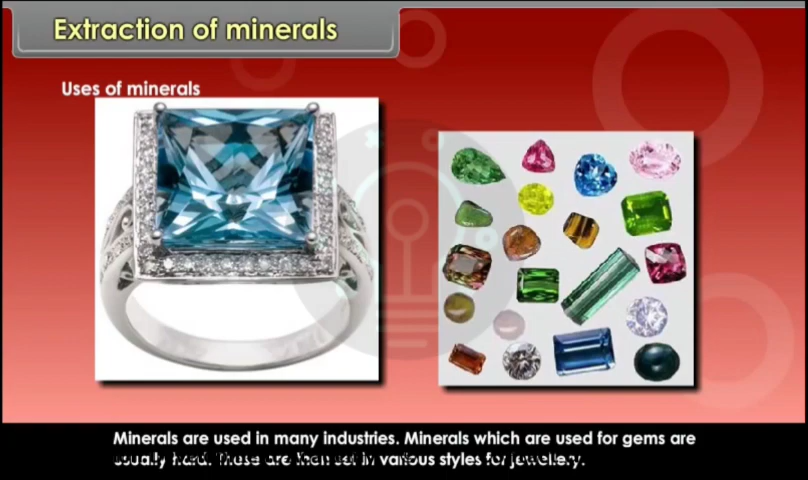 Extraction of minerals
Uses of minerals
Minerals are used in many industries. Minerals which are used for gems are
usually hard. These are then set in various styles for jewellery.